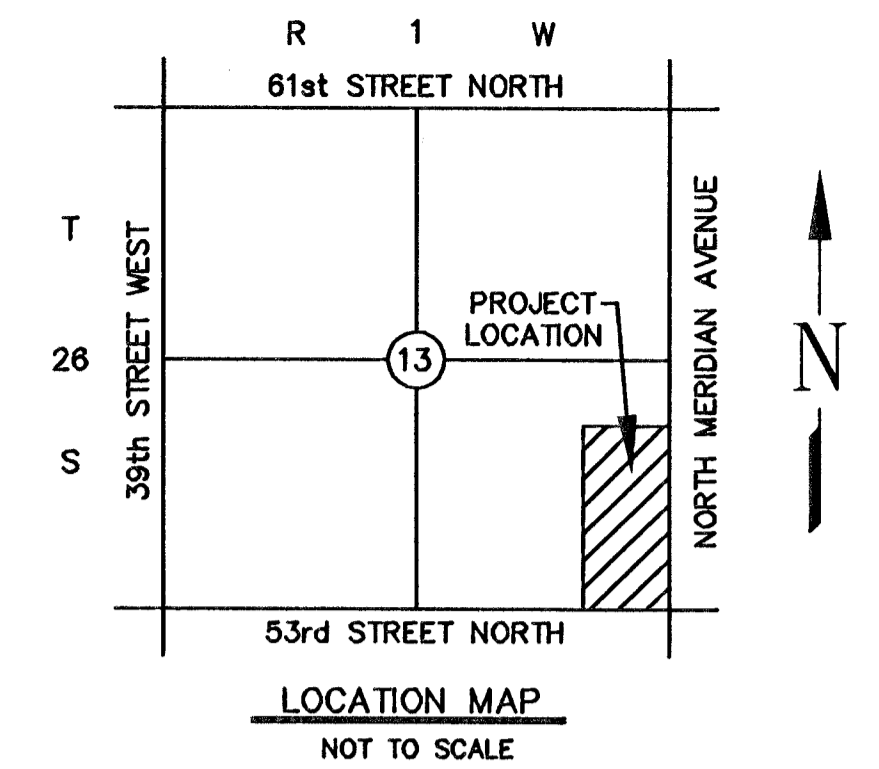 R 1 W
61st STREET NORTH
T
26
S
39th STREET WEST
13
PROJECT
LOCATION
NORTH MERIDIAN AVENUE
N
53rd STREET NORTH
LOCATION MAP
NOT TO SCALE